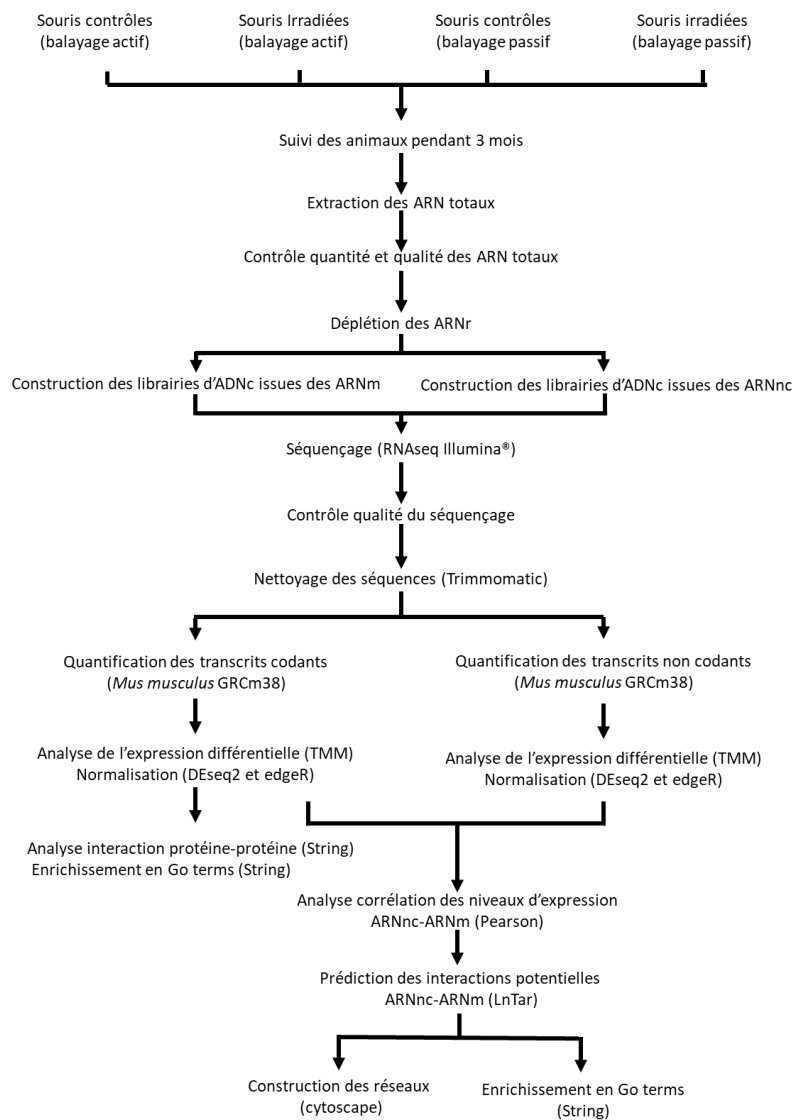 Souris contrôles
(balayage actif)
Souris Irradiées
(balayage actif)
Souris contrôles
(balayage passif
Souris irradiées
(balayage passif)
Suivi des animaux pendant 3 mois
Extraction des ARN totaux
Contrôle quantité et qualité des ARN totaux
Déplétion des ARNr
Construction des librairies d’ADNc issues des ARNm
Construction des librairies d’ADNc issues des ARNnc
Séquençage (RNAseq Illumina®)
Contrôle qualité du séquençage
Nettoyage des séquences (Trimmomatic)
Quantification des transcrits codants
(Mus musculus GRCm38)
Quantification des transcrits non codants
(Mus musculus GRCm38)
Analyse de l’expression différentielle (TMM)
Normalisation (DEseq2 et edgeR)
Analyse de l’expression différentielle (TMM)
Normalisation (DEseq2 et edgeR)
Analyse interaction protéine-protéine (String)
Enrichissement en Go terms (String)
Analyse corrélation des niveaux d’expression
ARNnc-ARNm (Pearson)
Prédiction des interactions potentielles
ARNnc-ARNm (LnTar)
Construction des réseaux
(cytoscape)
Enrichissement en Go terms
(String)